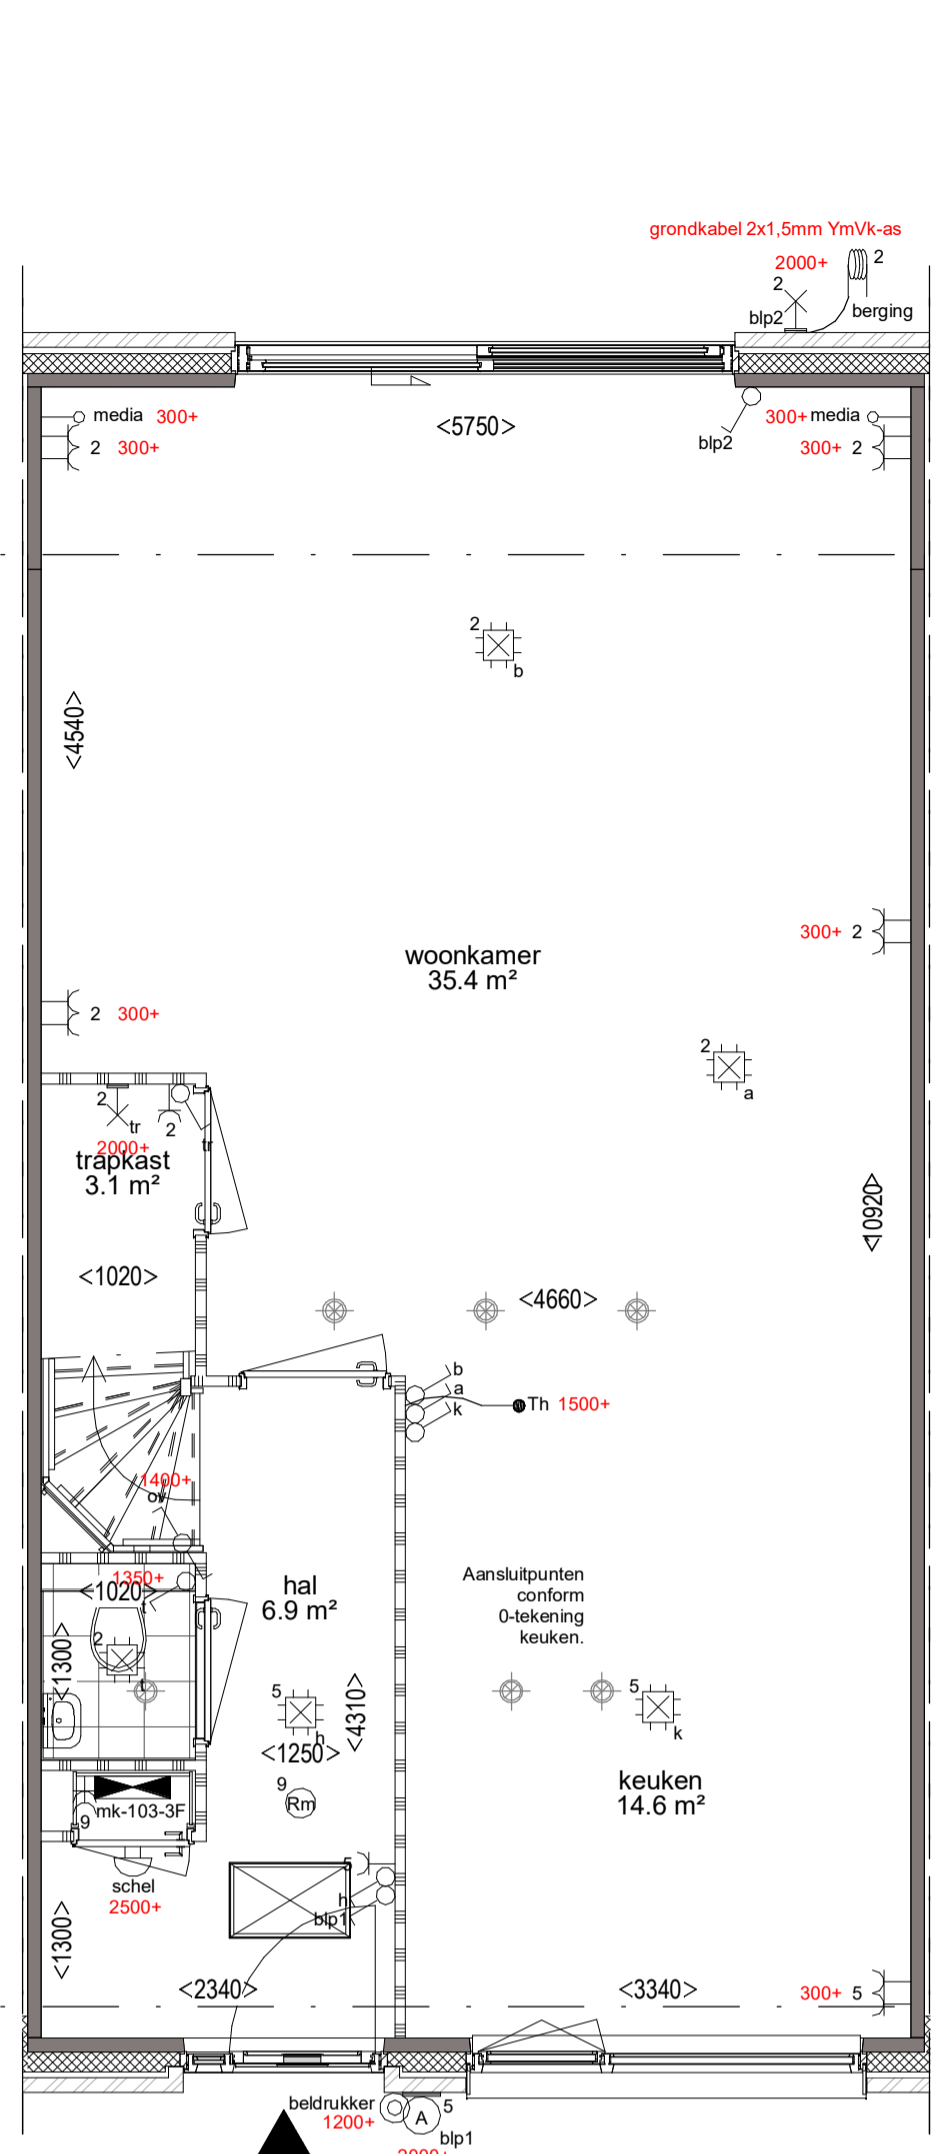 grondkabel 2x1,5mm YmVk-as
2000+
2
2
blp2
berging
media 300+
<5750>
300+ media
2 300+
blp2
300+ 2
2
b
<4540>
300+ 2
woonkamer
35.4 m²
2 300+
2
a
2
tr
2
tr
2000+
trapkast
3.1 m²
<10920>
<1020>
<4660>
b
a
k
Th 1500+
1400+
ov
1350+
<1020>
t
hal
6.9 m²
Aansluitpunten
conform
0-tekening
keuken.
<1300>
2
t
5
h
<4310>
<1250>
5
k
9
Rm
keuken
14.6 m²
mk-103-3F
9
schel
2500+
5
h
blp1
<1300>
<2340>
<3340>
300+ 5
beldrukker
1200+
A
5
blp1
2000+